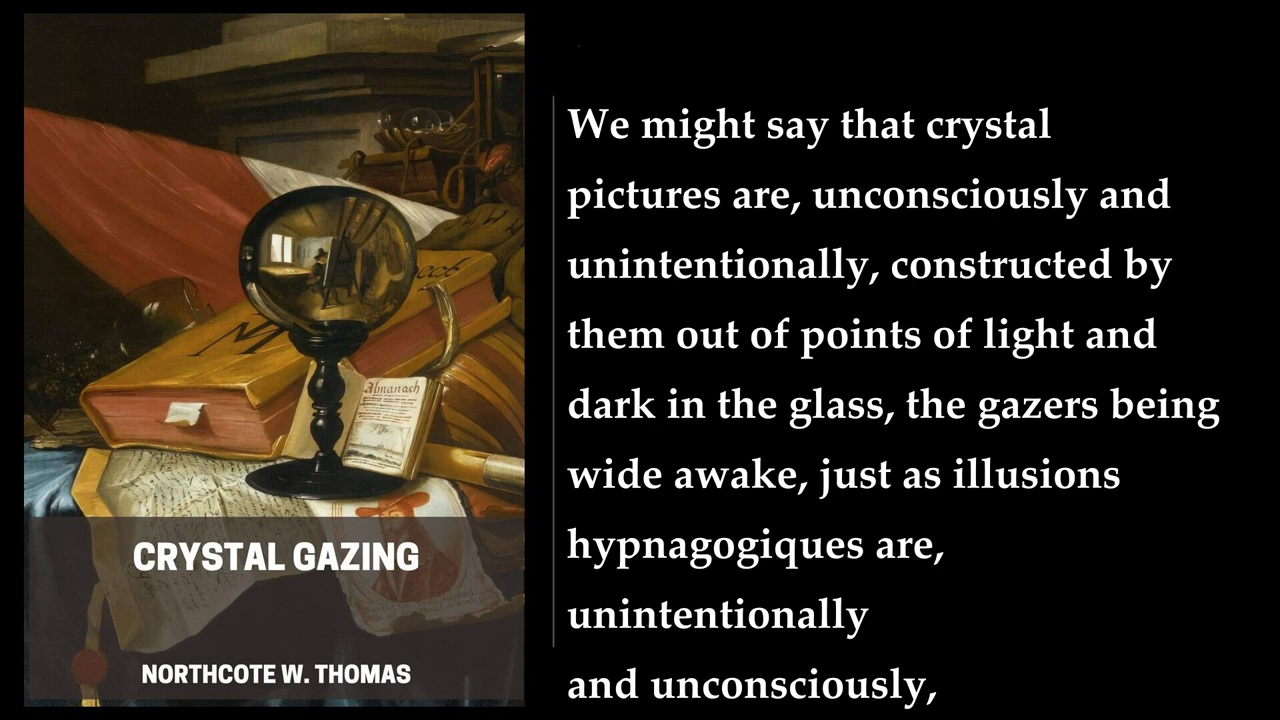 M
Almanach
CRYSTAL GAZING
NORTHCOTE W. THOMAS
We might say that crystal
pictures are, unconsciously and
unintentionally, constructed by
them out of points of light and
dark in the glass, the gazers being
wide awake, just as illusions
hypnagogiques are,
unintentionally
and unconsciously,